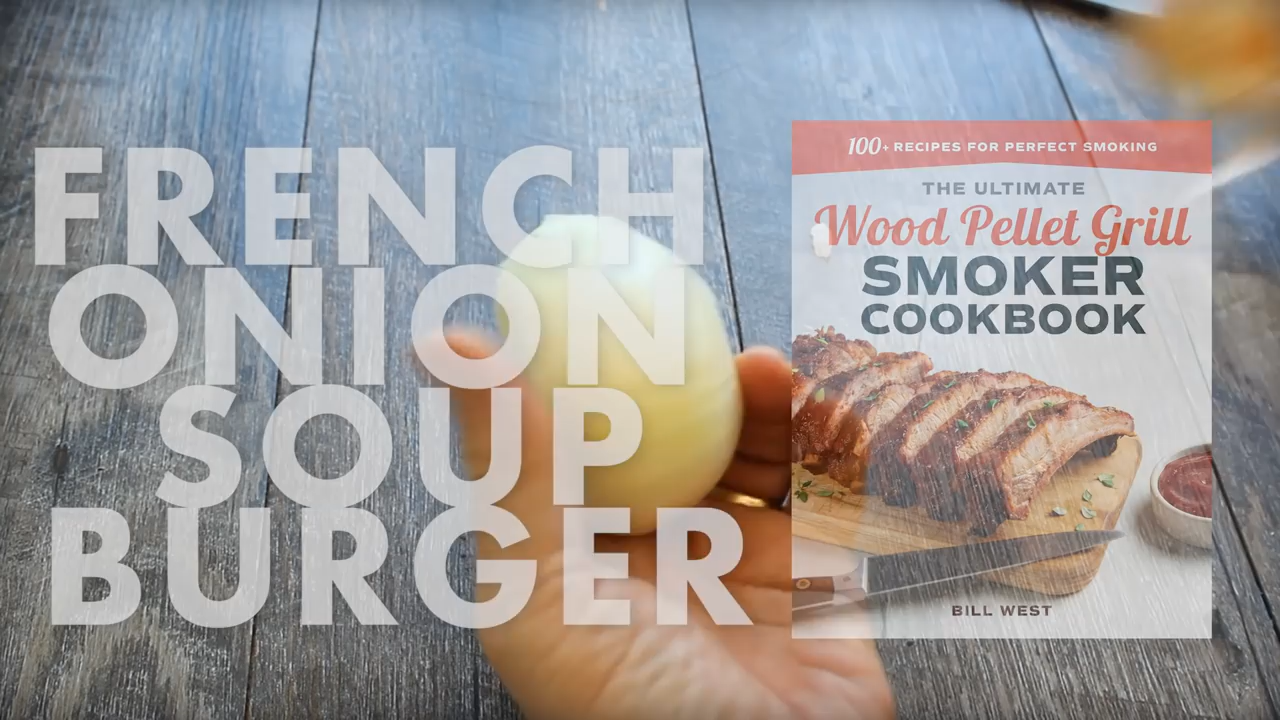 FRENCH
ONION
SOUP
BURGER
100+ RECIPES FOR PERFECT SMOKING
THE ULTIMATE
Wood Pellet Grill
SMOKER
COOKBOOK
BILL WEST